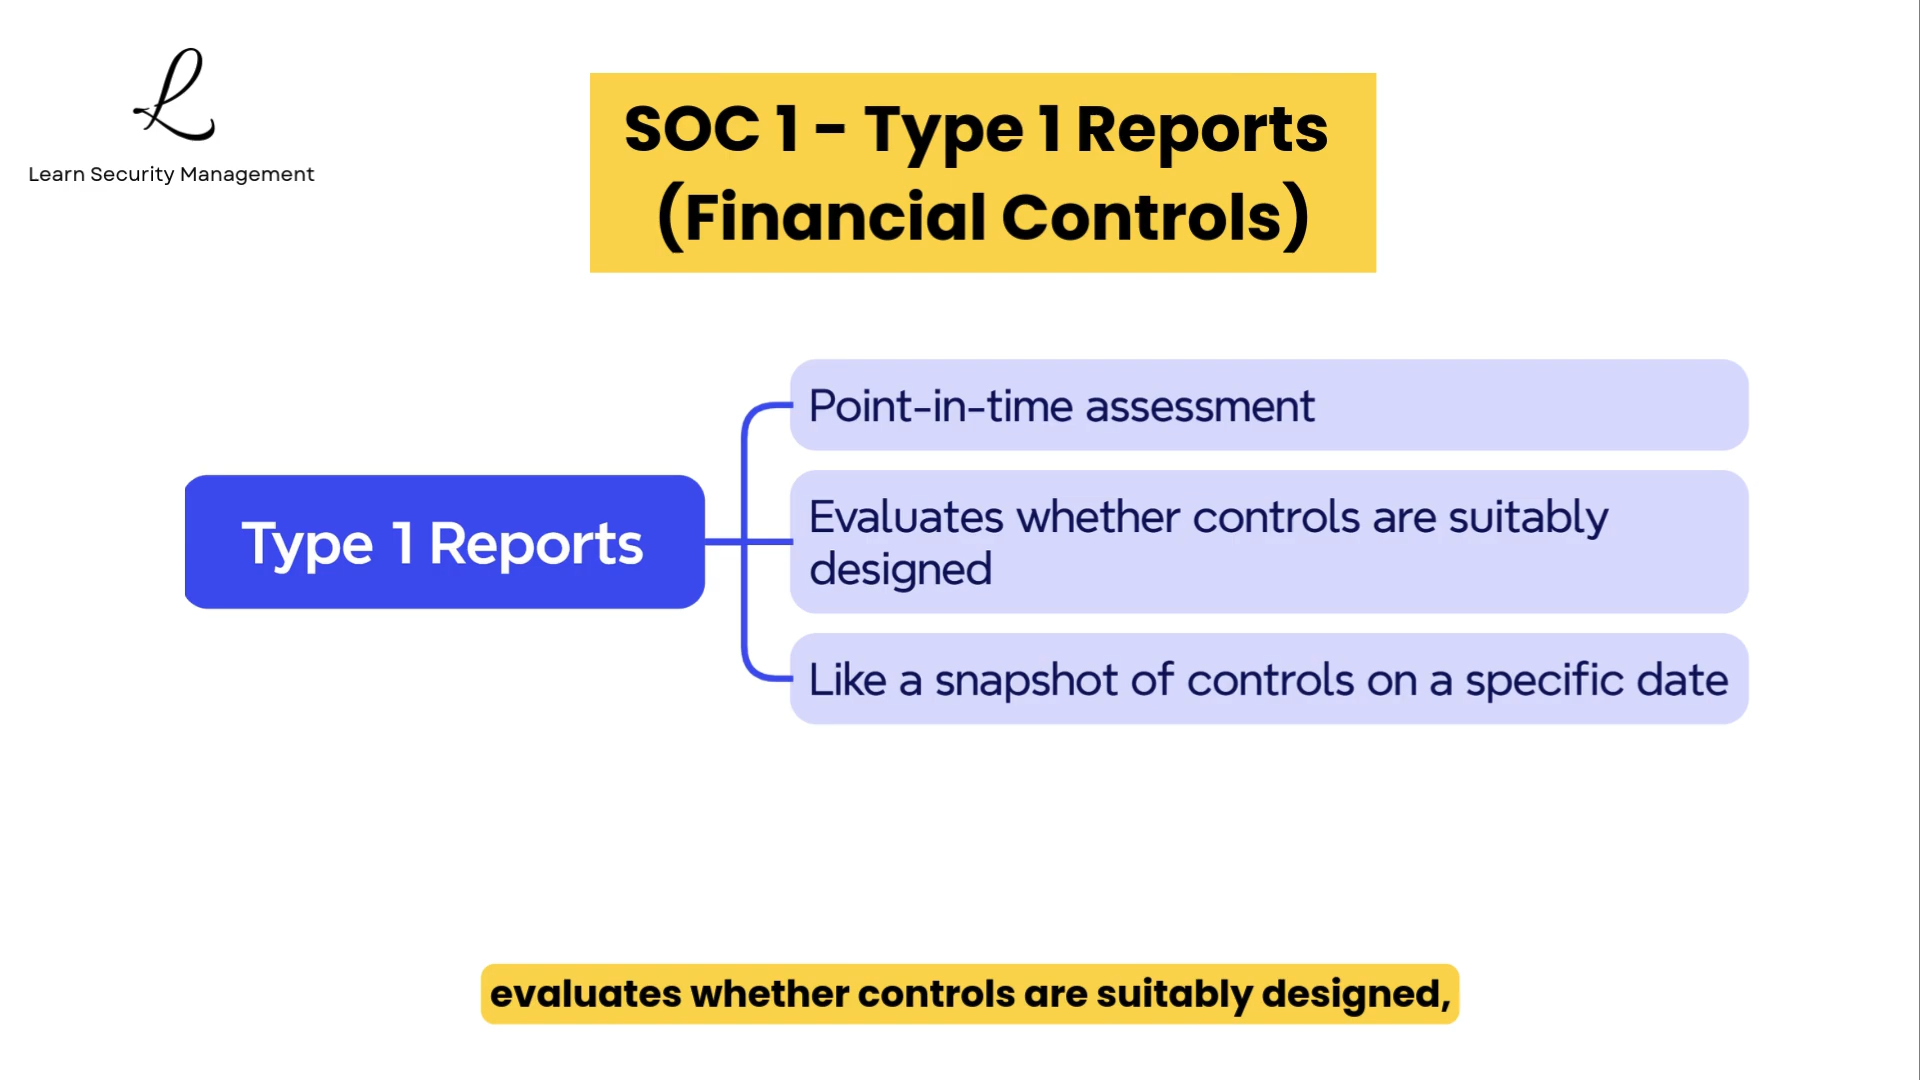 L
Learn Security Management
SOC 1 - Type 1 Reports
(Financial Controls)
Type 1 Reports
Point-in-time assessment
Evaluates whether controls are suitably
designed
Like a snapshot of controls on a specific date
evaluates whether controls are suitably designed,